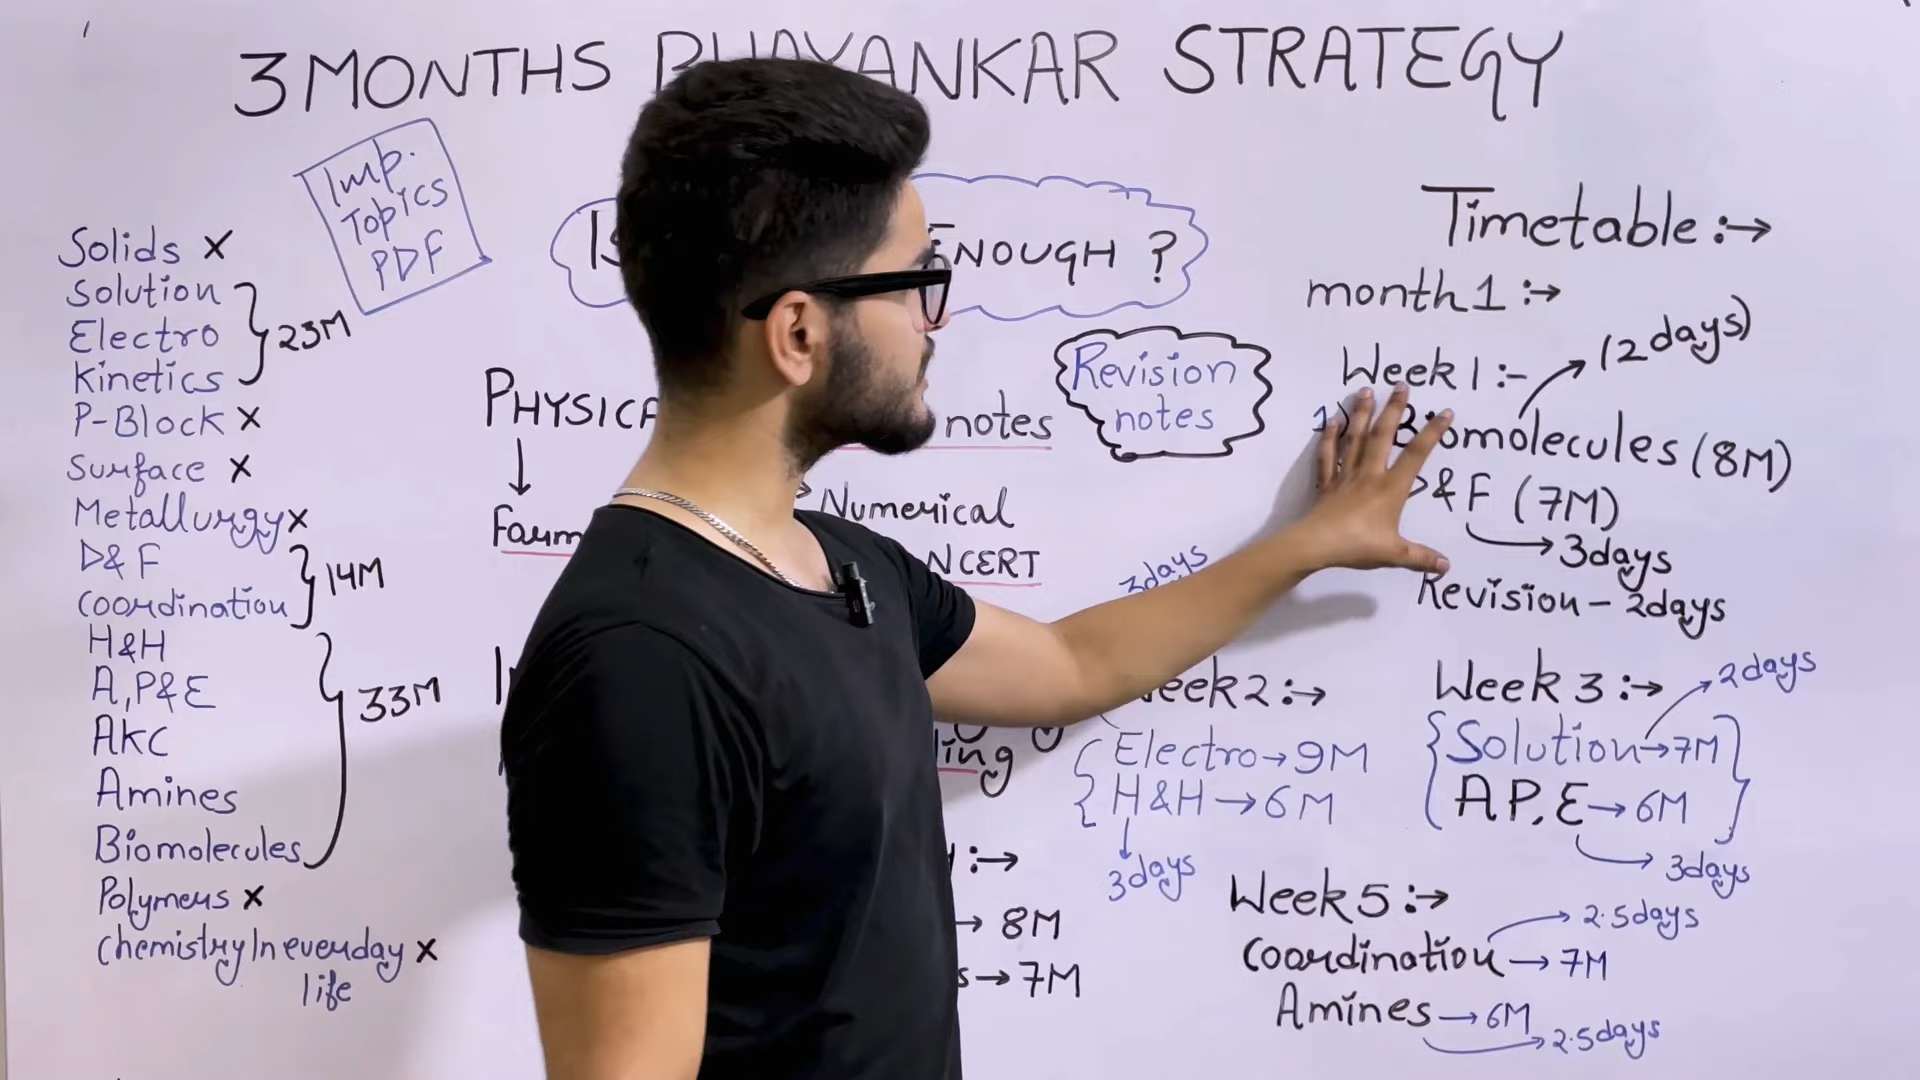 3 MONTHS BHAYANKAR STRATEGY
Imp.
Topics
PDF
Solids ×
Solution
Electro
Kinetics
23M
P-Block ×
Surface ×
Metallurgy ×
D&F
Coordination
14M
H&H
A,P&E
AKC
Amines
Biomolecules
33M
Polymers ×
Chemistry In everday ×
life
ENOUGH ?
notes
Numerical
NCERT
Revision
notes
Timetable :→
month 1 :→
Week 1 :-
1) Biomolecules (8M)
(2 days)
D&F (7M)
3days
Revision - 2days
3days
Week 2 :→
Electro → 9M
H&H → 6M
3days
Week 3 :→
2days
Solution → 7M
A P, E → 6M
3days
:→
→ 8M
→ 7M
Week 5 :→
2.5days
Coordination → 7M
Amines → 6M
2.5days